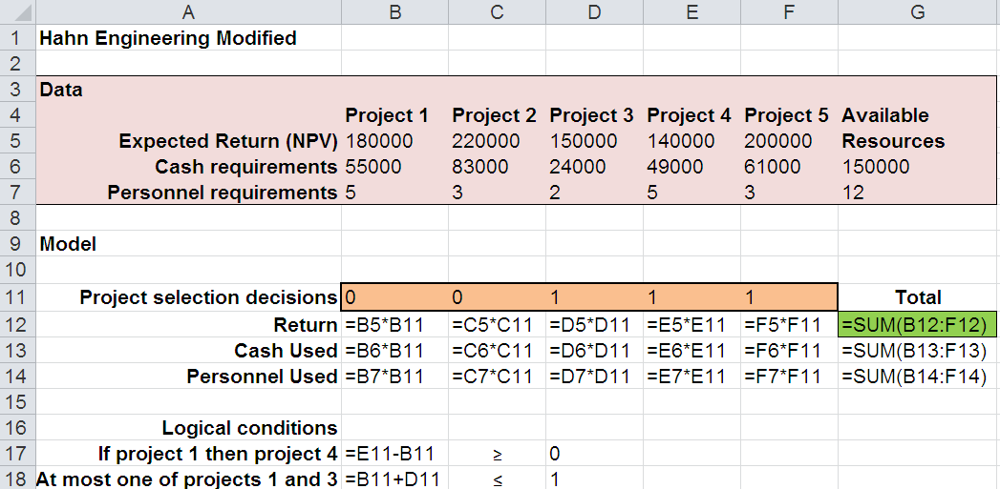 A B C D E F G
1 Hahn Engineering Modified
2
3 Data
4 Project 1 Project 2 Project 3 Project 4 Project 5 Available
5 Expected Return (NPV) 180000 220000 150000 140000 200000 Resources
6 Cash requirements 55000 83000 24000 49000 61000 150000
7 Personnel requirements 5 3 2 5 3 12
8
9 Model
10
11 Project selection decisions 0 0 1 1 1 Total
12 Return =B5*B11 =C5*C11 =D5*D11 =E5*E11 =F5*F11 =SUM(B12:F12)
13 Cash Used =B6*B11 =C6*C11 =D6*D11 =E6*E11 =F6*F11 =SUM(B13:F13)
14 Personnel Used =B7*B11 =C7*C11 =D7*D11 =E7*E11 =F7*F11 =SUM(B14:F14)
15
16 Logical conditions
17 If project 1 then project 4 =E11-B11 ≥ 0
18 At most one of projects 1 and 3 =B11+D11 ≤ 1